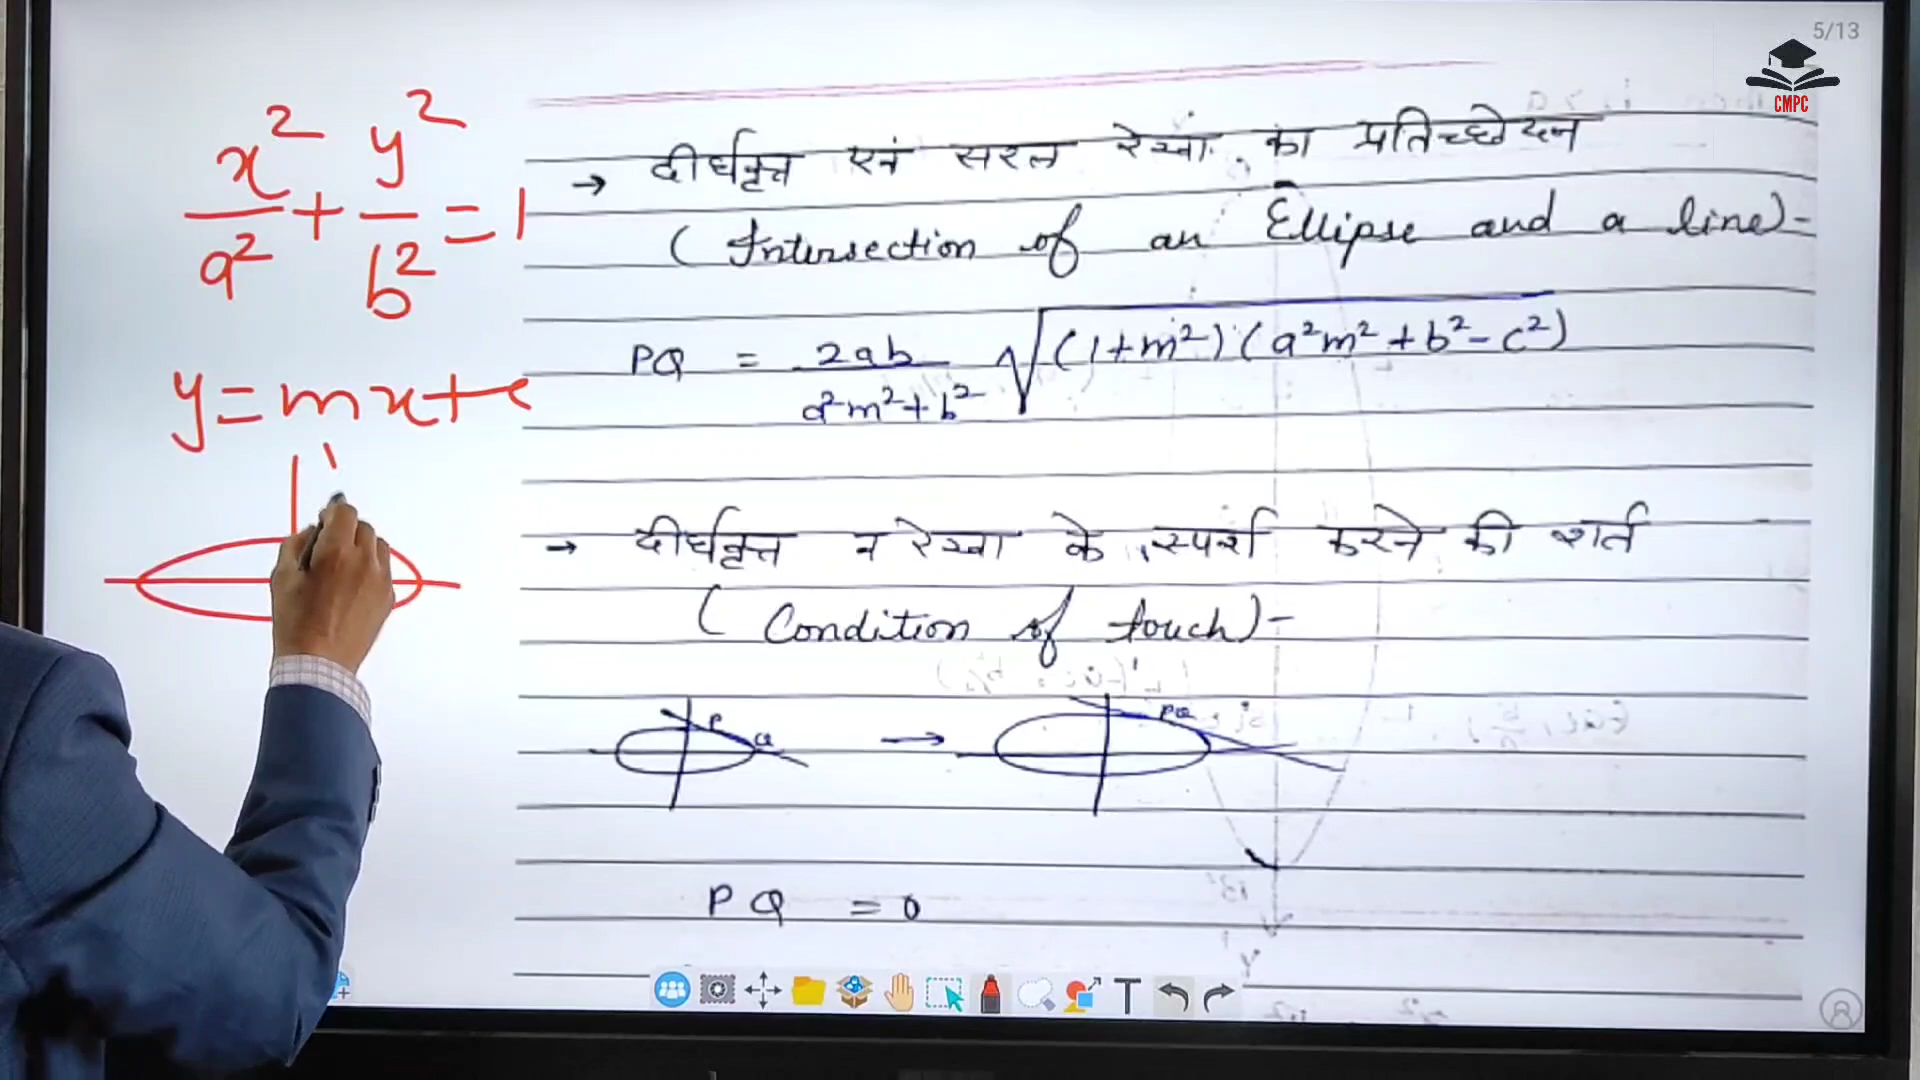 5/13
CMPC
x²/a² + y²/b² = 1
y = mx + c
→ दीर्घवृत्त एवं सरल रेखा का प्रतिच्छेदन
( Intersection of an Ellipse and a line) -
PQ = 2ab/(a²m² + b²) √(1+m²)(a²m² + b² - c²)
→ दीर्घवृत्त व रेखा के स्पर्श करने की शर्त
( Condition of touch) -
P
Q
PQ
PQ = 0